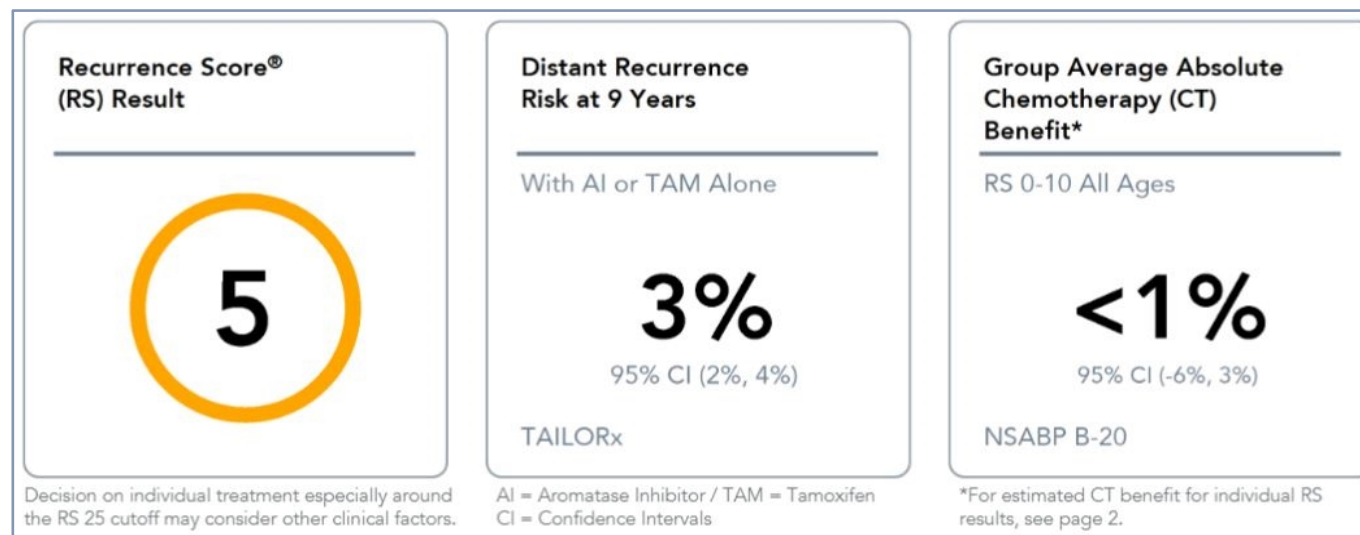 Recurrence Score®
(RS) Result
5
Decision on individual treatment especially around
the RS 25 cutoff may consider other clinical factors.
Distant Recurrence
Risk at 9 Years
With AI or TAM Alone
3%
95% CI (2%, 4%)
TAILORx
AI = Aromatase Inhibitor / TAM = Tamoxifen
CI = Confidence Intervals
Group Average Absolute
Chemotherapy (CT)
Benefit*
RS 0-10 All Ages
<1%
95% CI (-6%, 3%)
NSABP B-20
*For estimated CT benefit for individual RS
results, see page 2.